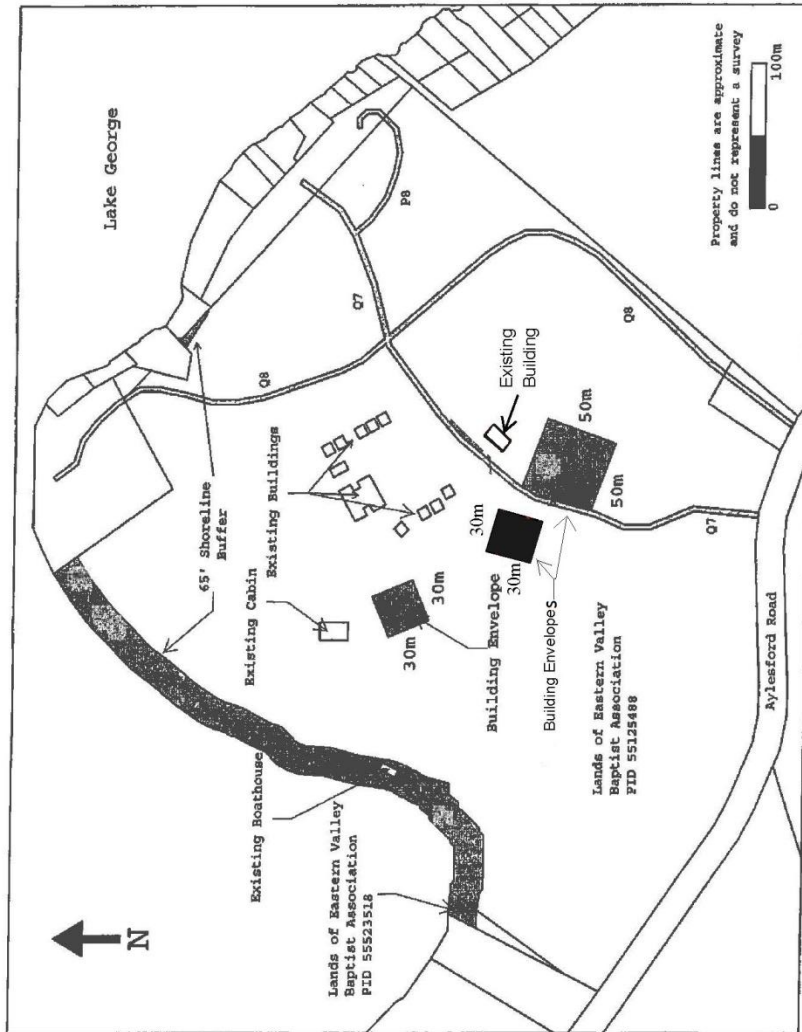 Lake George
65' Shoreline
Buffer
Q8
Existing Buildings
Existing Cabin
30m
30m
Building Envelope
Existing Boathouse
Lands of Eastern Valley
Baptist Association
PID 55523518
N
Q7
P8
Existing
Building
50m
50m
30m
30m
Building Envelopes
Q8
Q7
Lands of Eastern Valley
Baptist Association
PID 55125488
Aylesford Road
Property lines are approximate
and do not represent a survey
0
100m